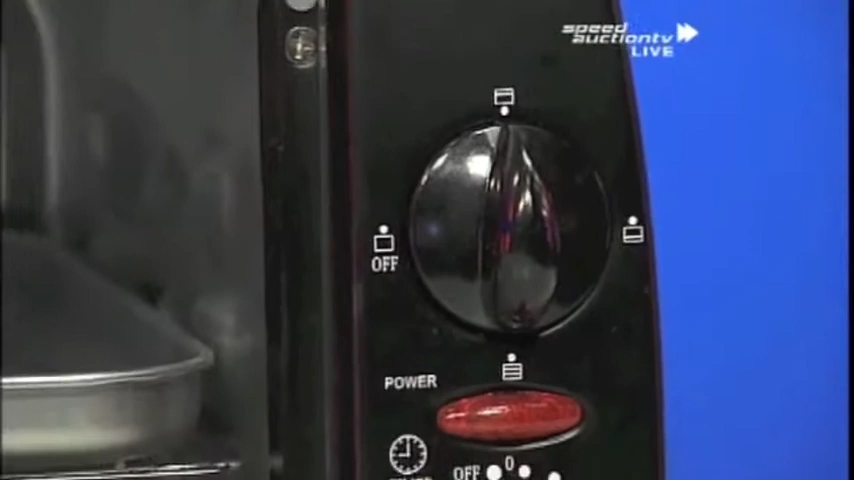 speed
auctiontv
LIVE
OFF
POWER
OFF 0